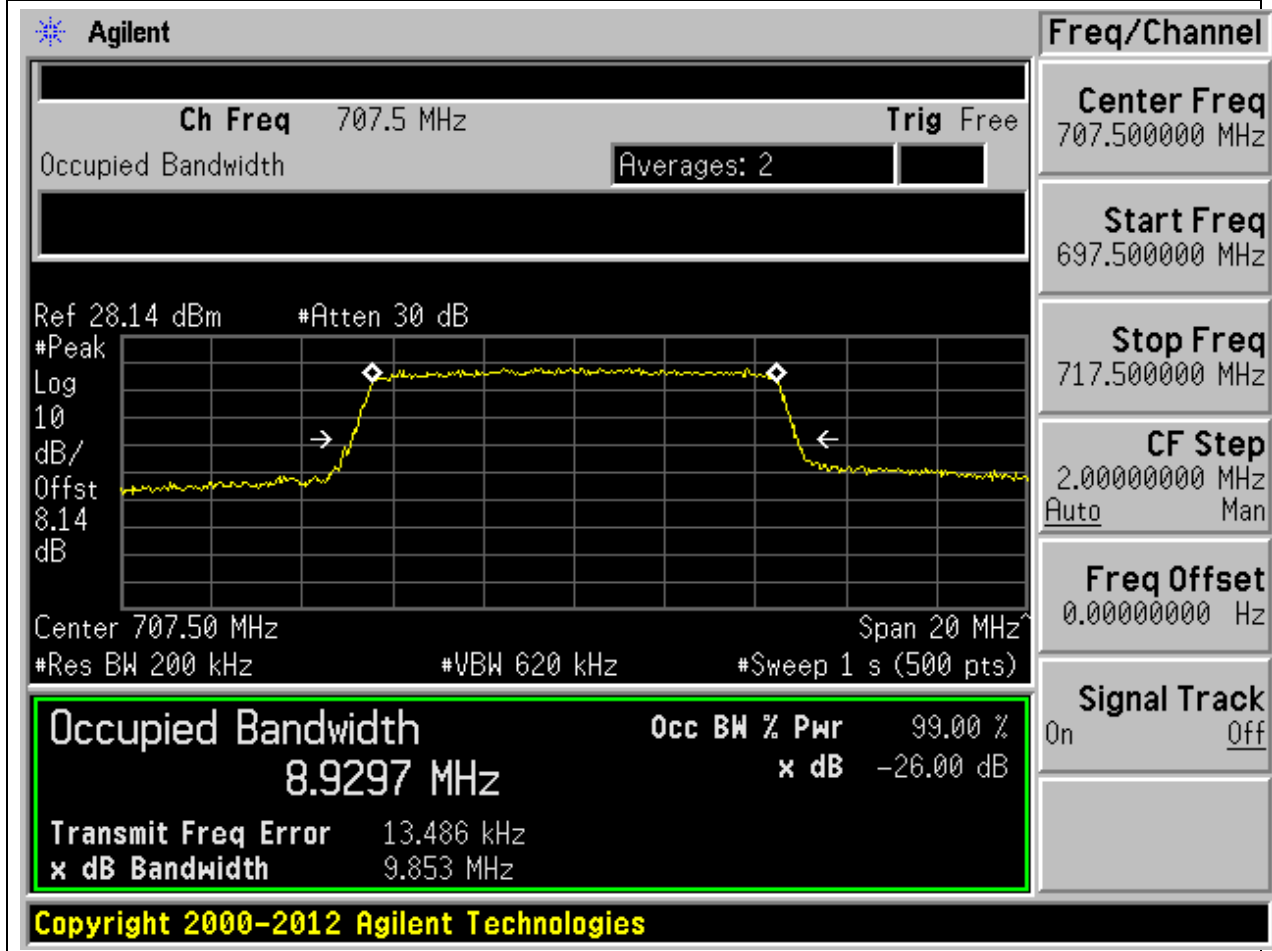 Agilent
Freq/Channel
Ch Freq 707.5 MHz Trig Free
Occupied Bandwidth Averages: 2
Center Freq
707.500000 MHz
Start Freq
697.500000 MHz
Stop Freq
717.500000 MHz
CF Step
2.00000000 MHz
Auto Man
Freq Offset
0.00000000 Hz
Signal Track
On Off
Ref 28.14 dBm #Atten 30 dB
#Peak
Log
10
dB/
Offst
8.14
dB
Center 707.50 MHz Span 20 MHz^
#Res BW 200 kHz #VBW 620 kHz #Sweep 1 s (500 pts)
Occupied Bandwidth
8.9297 MHz
Occ BW % Pwr 99.00 %
x dB -26.00 dB
Transmit Freq Error 13.486 kHz
x dB Bandwidth 9.853 MHz
Copyright 2000-2012 Agilent Technologies